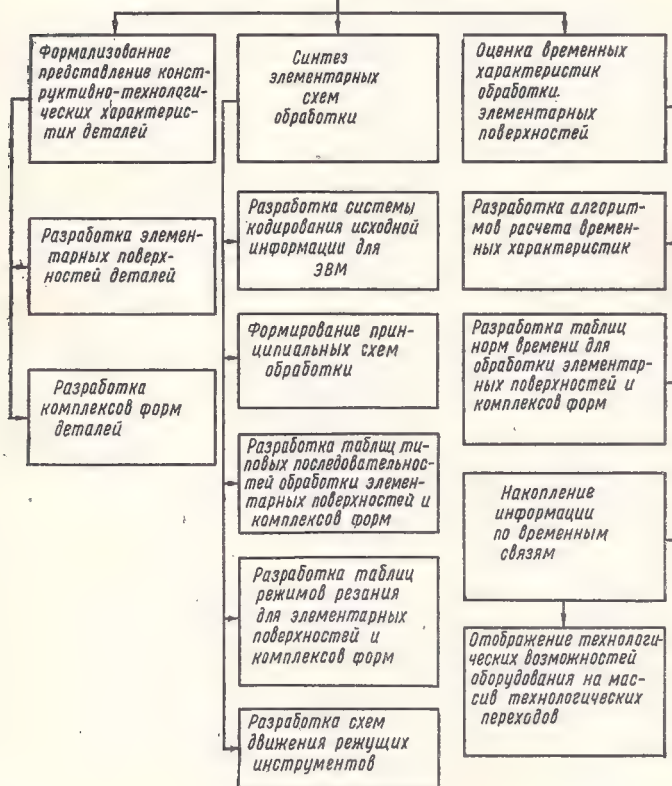 Формализованное
представление конст-
руктивно-технологи-
ческих характерис-
тик деталей
Разработка элемен-
тарных поверх-
ностей деталей
Разработка
комплексов форм
деталей
Синтез
элементарных
схем
обработки
Разработка системы
кодирования исходной
информации для
ЭВМ
Формирование прин-
ципиальных схем
обработки
Разработка таблиц ти-
повых последовательнос-
тей обработки элемен-
тарных поверхностей и
комплексов форм
Разработка таблиц
режимов резания
для элементарных
поверхностей и
комплексов форм
Разработка схем
движения режущих
инструментов
Оценка временных
характеристик
обработки.
элементарных
поверхностей
Разработка алгорит-
мов расчета времен-
ных характеристик
Разработка таблиц
норм времени для
обработки элементар-
ных поверхностей и
комплексов форм
Накопление
информации
по временным
связям
Отображение техноло-
гических возможностей
оборудования на мас-
сив технологических
переходов